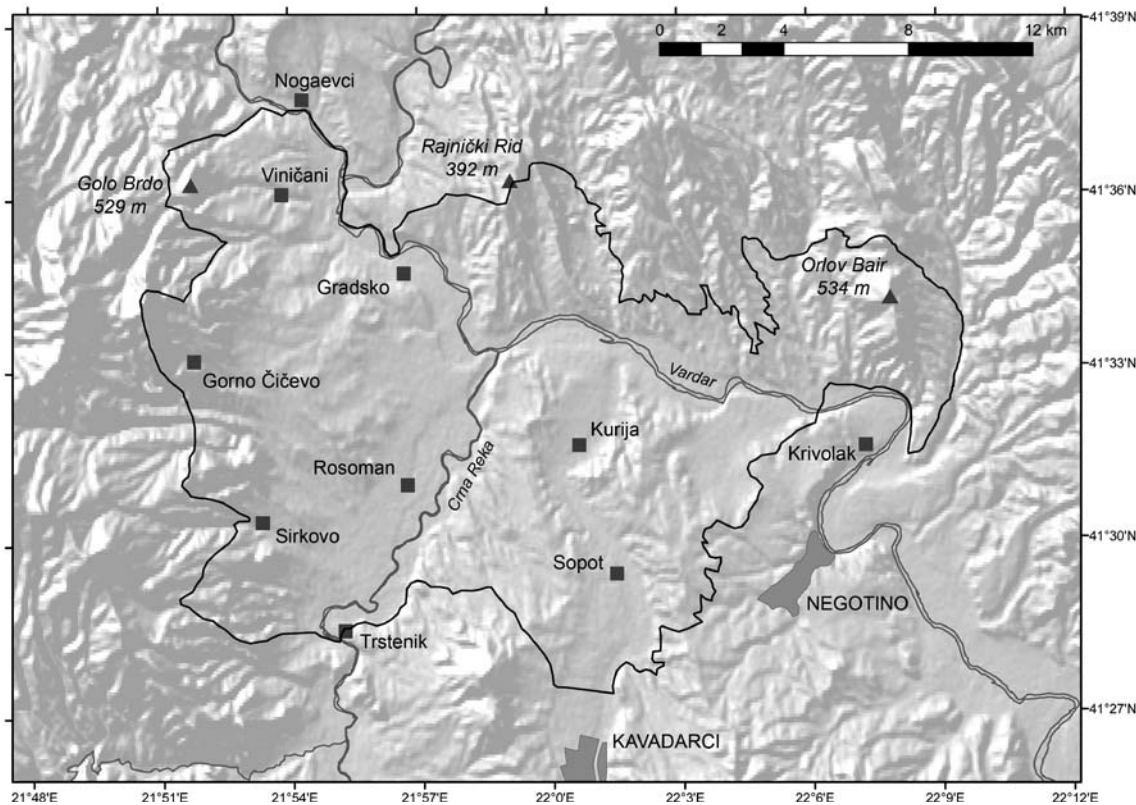 41°39'N
0 2 4 8 12 km
Nogaevci
Rajnički Rid
392 m
Golo Brdo
529 m
Viničani
41°36'N
Orlov Bair
534 m
Gradsko
41°33'N
Gorno Čičevo
Vardar
Kurija
Krivolak
Rosoman
Crna Reka
Sirkovo
41°30'N
Sopot
NEGOTINO
Trstenik
41°27'N
KAVADARCI
21°48'E 21°51'E 21°54'E 21°57'E 22°0'E 22°3'E 22°6'E 22°9'E 22°12'E